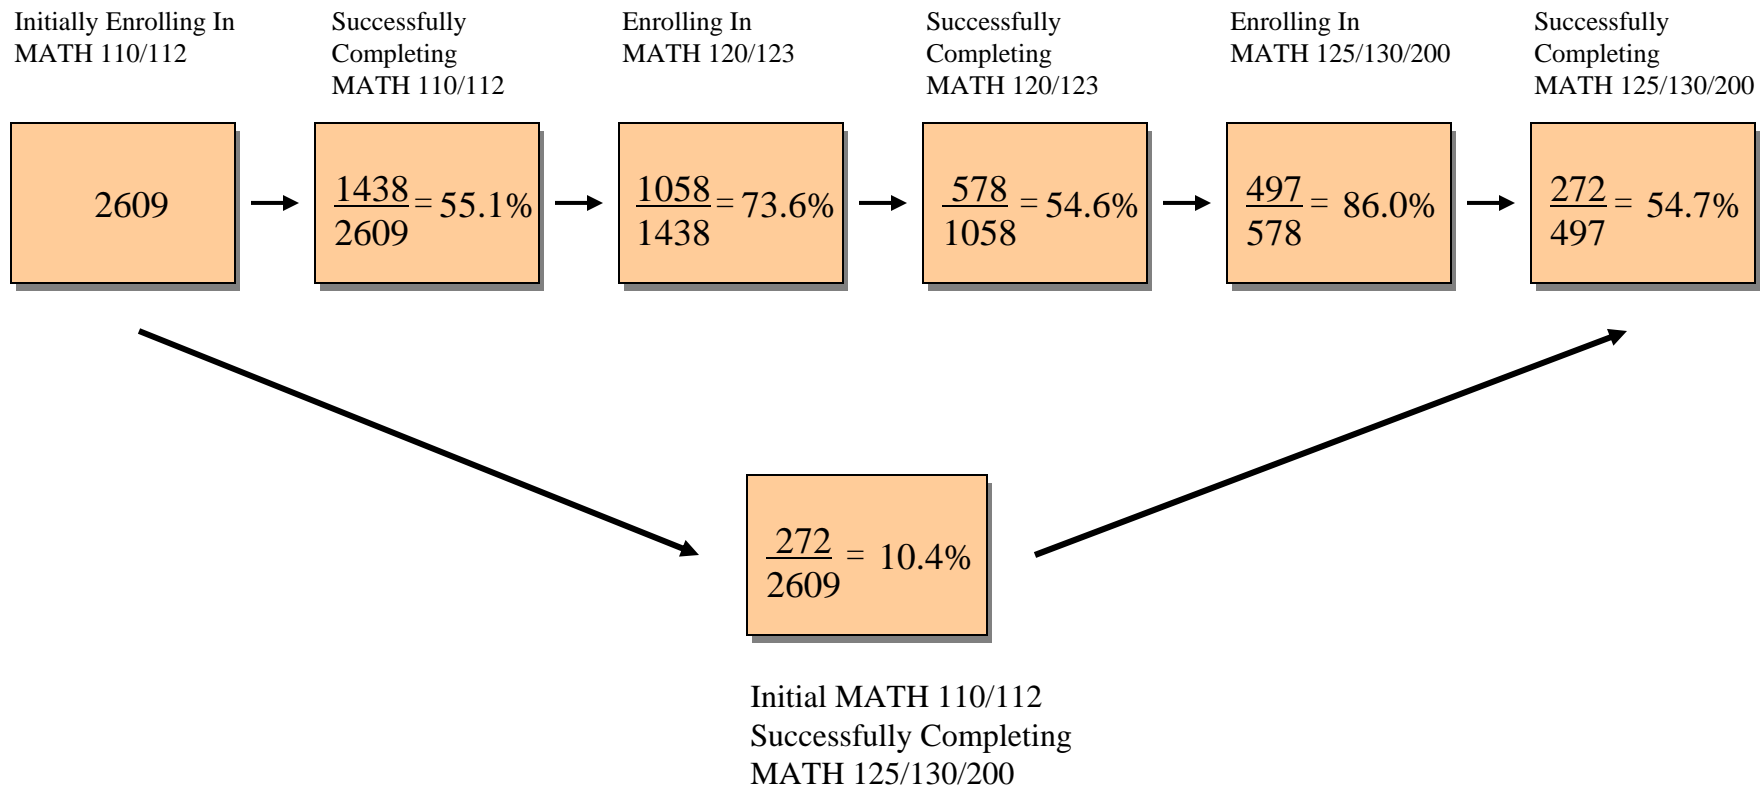 Initially Enrolling In
MATH 110/112
Successfully
Completing
MATH 110/112
Enrolling In
MATH 120/123
Successfully
Completing
MATH 120/123
Enrolling In
MATH 125/130/200
Successfully
Completing
MATH 125/130/200
2609
1438
2609
= 55.1%
1058
1438
= 73.6%
578
1058
= 54.6%
497
578
= 86.0%
272
497
= 54.7%
272
2609
= 10.4%
Initial MATH 110/112
Successfully Completing
MATH 125/130/200